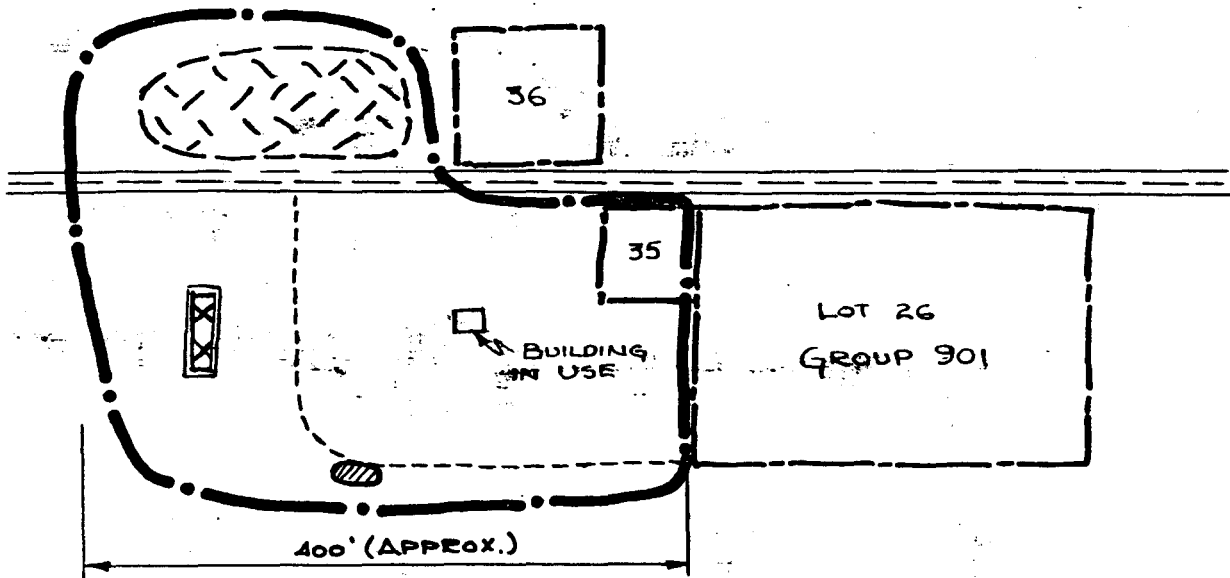 36
35
LOT 26
GROUP 901
BUILDING
IN USE
400' (APPROX.)